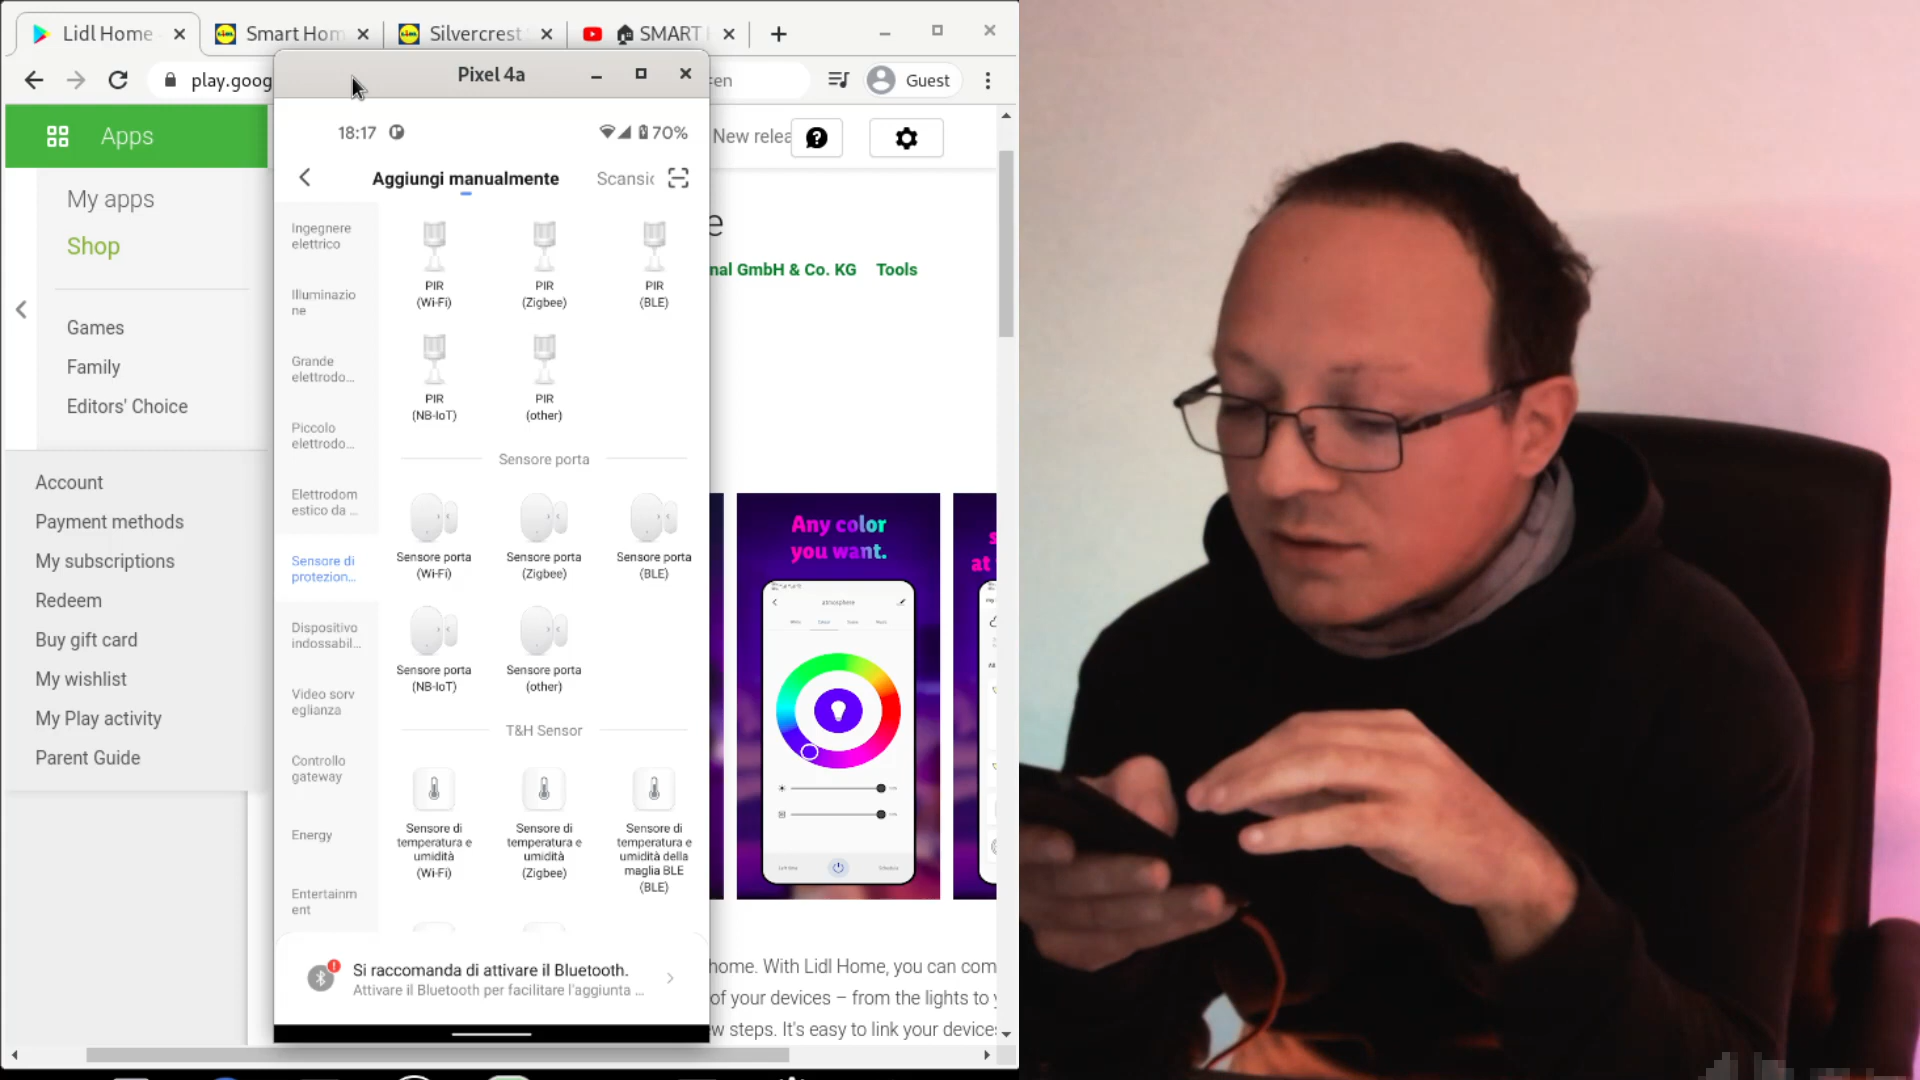 Lidl Home
Smart Hom
Silvercrest
SMART
play.goog
en
Guest
Apps
New relea
My apps
Shop
Games
Family
Editors' Choice
Account
Payment methods
My subscriptions
Redeem
Buy gift card
My wishlist
My Play activity
Parent Guide
Pixel 4a
18:17
70%
Aggiungi manualmente
Scansic
Ingegnere
elettrico
Illuminazio
ne
Grande
elettrodo...
Piccolo
elettrodo...
Elettrodom
estico da ...
Sensore di
protezion...
Dispositivo
indossabil...
Video sorv
eglianza
Controllo
gateway
Energy
Entertainm
ent
PIR
(Wi-Fi)
PIR
(Zigbee)
PIR
(BLE)
PIR
(NB-IoT)
PIR
(other)
Sensore porta
Sensore porta
(Wi-Fi)
Sensore porta
(Zigbee)
Sensore porta
(BLE)
Sensore porta
(NB-IoT)
Sensore porta
(other)
T&H Sensor
Sensore di
temperatura e
umidità
(Wi-Fi)
Sensore di
temperatura e
umidità
(Zigbee)
Sensore di
temperatura e
umidità della
maglia BLE
(BLE)
Si raccomanda di attivare il Bluetooth.
Attivare il Bluetooth per facilitare l'aggiunta ...
e
nal GmbH & Co. KG
Tools
Any color
you want.
atmosphere
s
at
home. With Lidl Home, you can com
of your devices – from the lights to y
w steps. It's easy to link your devices